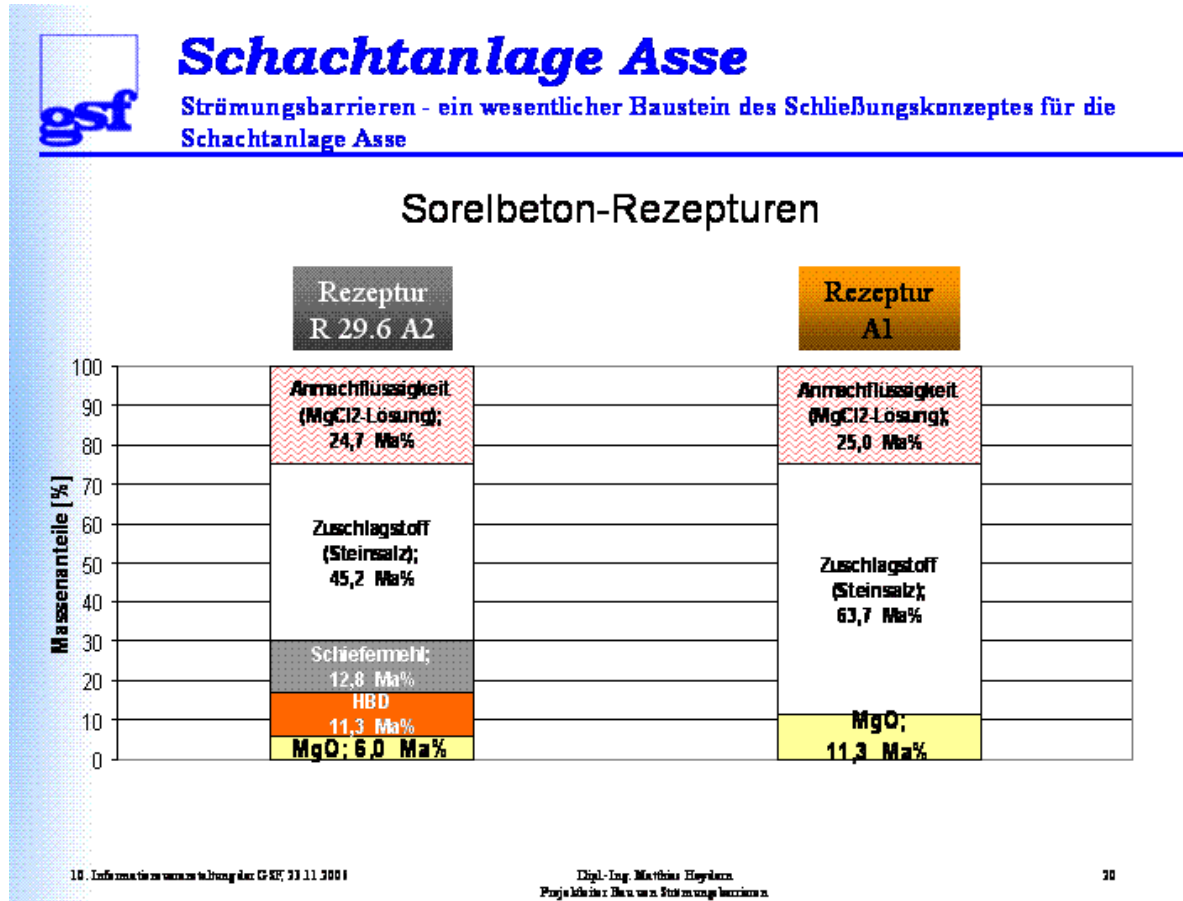 gsf
Schachtanlage Asse
Strömungsbarrieren - ein wesentlicher Baustein des Schließungskonzeptes für die
Schachtanlage Asse
Sorelbeton-Rezepturen
Rezeptur
R 29.6 A2
Rezeptur
A1
Massenanteile [%]
100
90
80
70
60
50
40
30
20
10
0
Anmachflüssigkeit
(MgCl2-Lösung);
24,7 Ma%
Zuschlagstoff
(Steinsalz);
45,2 Ma%
Schiefermehl;
12,8 Ma%
HBD
11,3 Ma%
MgO; 6,0 Ma%
Anmachflüssigkeit
(MgCl2-Lösung);
25,0 Ma%
Zuschlagstoff
(Steinsalz);
63,7 Ma%
MgO;
11,3 Ma%
10. Informationsveranstaltung der GSF,
Dipl.-Ing. Matthias
Projektleiter Bau von Strömungsbarrieren